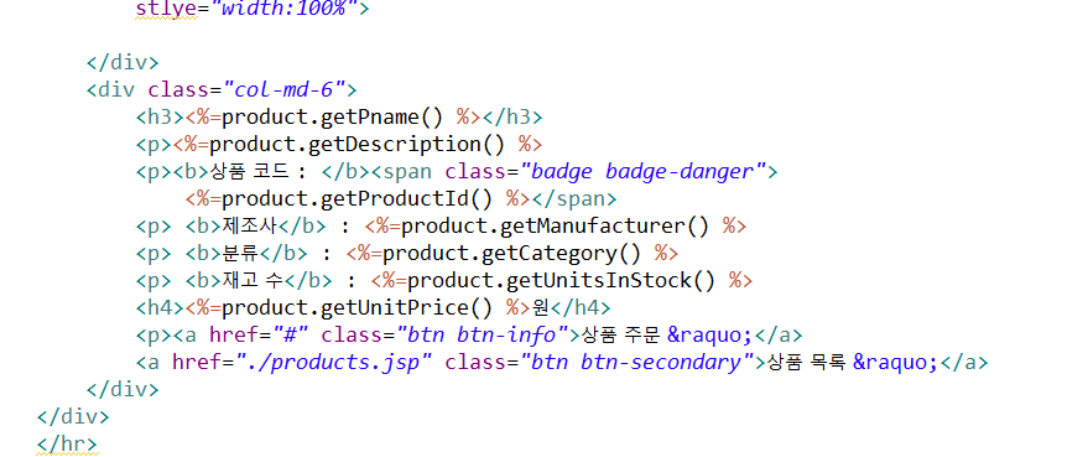 stlye="width:100%">
</div>
<div class="col-md-6">
<h3><%=product.getPname() %></h3>
<p><%=product.getDescription() %>
<p><b>상품 코드 : </b><span class="badge badge-danger">
<%=product.getProductId() %></span>
<p> <b>제조사</b> : <%=product.getManufacturer() %>
<p> <b>분류</b> : <%=product.getCategory() %>
<p> <b>재고 수</b> : <%=product.getUnitsInStock() %>
<h4><%=product.getUnitPrice() %>원</h4>
<p><a href="#" class="btn btn-info">상품 주문 &raquo;</a>
<a href="./products.jsp" class="btn btn-secondary">상품 목록 &raquo;</a>
</div>
</div>
</hr>